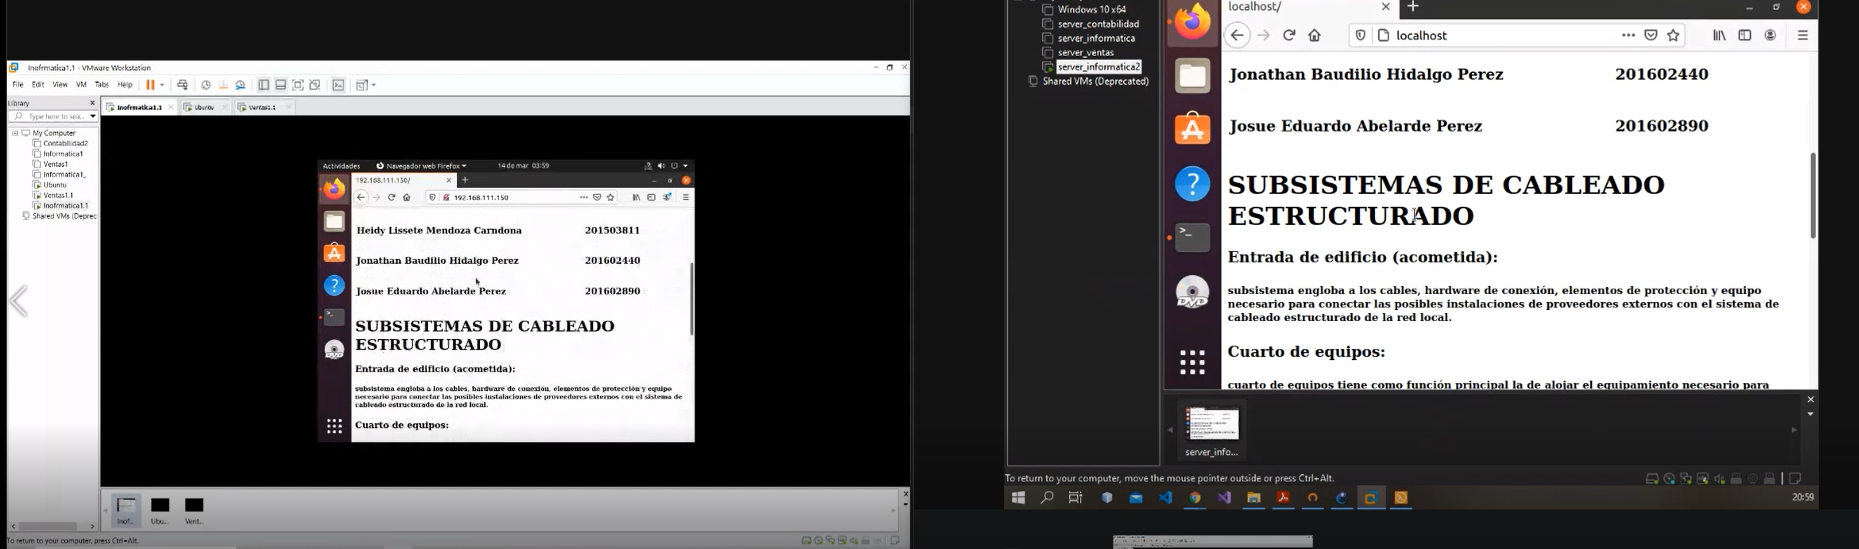 Inofrmatica1.1 - VMware Workstation
File Edit View VM Tabs Help
Library
Type here to sea...
My Computer
Contabilidad2
Informatica1
Ventas1
Informatica1_
Ubuntu
Ventas1.1
Inofrmatica1.1
Shared VMs (Deprec
Inofrmatica1.1
Ubuntu
Ventas1.1
Actividades
Navegador web Firefox
14 de mar 03:59
192.168.111.150/
192.168.111.150
Heidy Lissete Mendoza Carndona 201503811
Jonathan Baudilio Hidalgo Perez 201602440
Josue Eduardo Abelarde Perez 201602890
SUBSISTEMAS DE CABLEADO
ESTRUCTURADO
Entrada de edificio (acometida):
subsistema engloba a los cables, hardware de conexión, elementos de protección y equipo
necesario para conectar las posibles instalaciones de proveedores externos con el sistema de
cableado estructurado de la red local.
Cuarto de equipos:
Inof...
Ubu...
Vent...
To return to your computer, press Ctrl+Alt.
Windows 10 x64
server_contabilidad
server_informatica
server_ventas
server_informatica2
Shared VMs (Deprecated)
localhost/
localhost
Jonathan Baudilio Hidalgo Perez 201602440
Josue Eduardo Abelarde Perez 201602890
SUBSISTEMAS DE CABLEADO
ESTRUCTURADO
Entrada de edificio (acometida):
subsistema engloba a los cables, hardware de conexión, elementos de protección y equipo
necesario para conectar las posibles instalaciones de proveedores externos con el sistema de
cableado estructurado de la red local.
Cuarto de equipos:
cuarto de equipos tiene como función principal la de alojar el equipamiento necesario para
DVD
server_info...
To return to your computer, move the mouse pointer outside or press Ctrl+Alt.
20:59